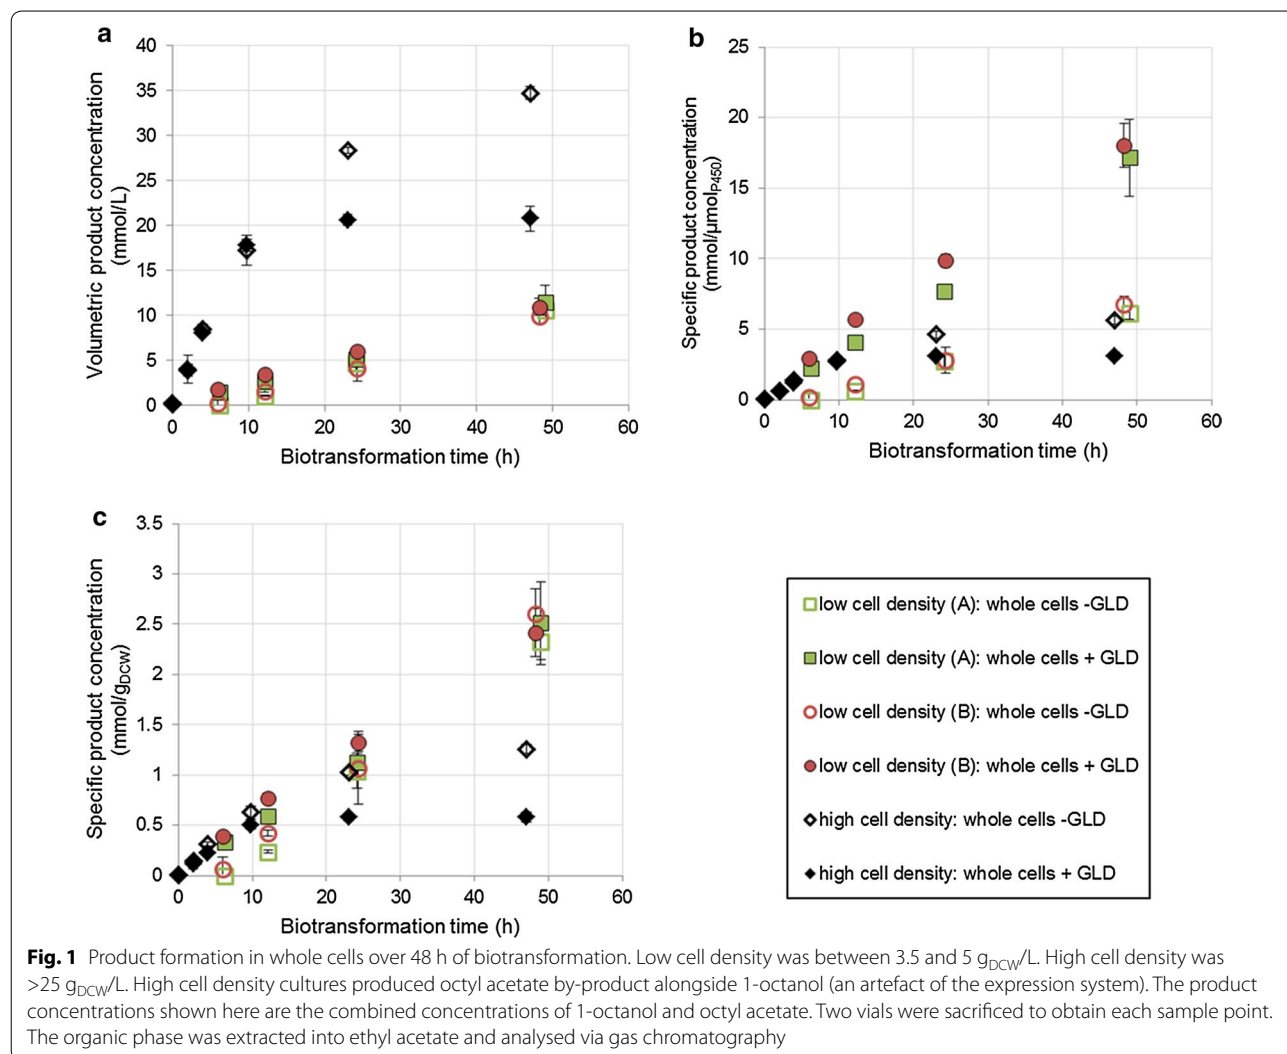 a
40
35
30
25
20
15
10
5
0
Volumetric product concentration
(mmol/L)
0 10 20 30 40 50 60
Biotransformation time (h)
b
25
20
15
10
5
0
Specific product concentration
(mmol/µmolP450)
0 10 20 30 40 50 60
Biotransformation time (h)
c
3.5
3
2.5
2
1.5
1
0.5
0
Specific product concentration
(mmol/gDCW)
0 10 20 30 40 50 60
Biotransformation time (h)
low cell density (A): whole cells -GLD
low cell density (A): whole cells + GLD
low cell density (B): whole cells -GLD
low cell density (B): whole cells + GLD
high cell density: whole cells -GLD
high cell density: whole cells + GLD
Fig. 1 Product formation in whole cells over 48 h of biotransformation. Low cell density was between 3.5 and 5 gDCW/L. High cell density was
>25 gDCW/L. High cell density cultures produced octyl acetate by-product alongside 1-octanol (an artefact of the expression system). The product
concentrations shown here are the combined concentrations of 1-octanol and octyl acetate. Two vials were sacrificed to obtain each sample point.
The organic phase was extracted into ethyl acetate and analysed via gas chromatography